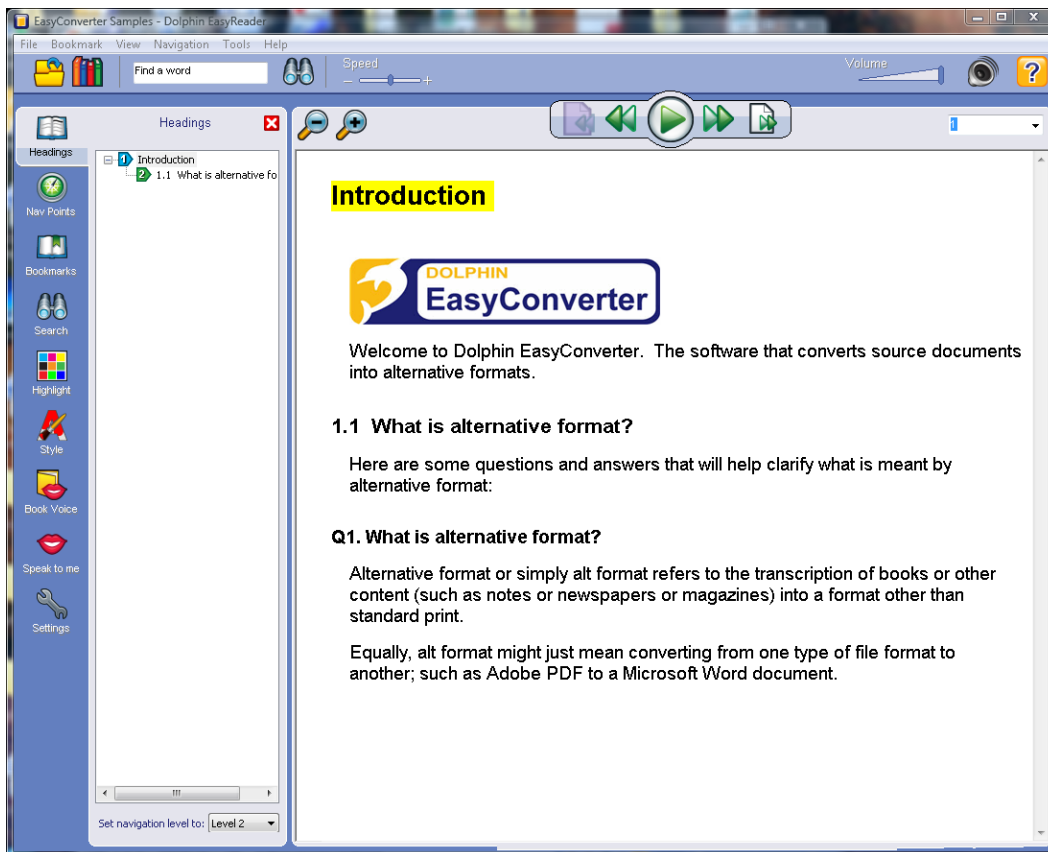 EasyConverter Samples - Dolphin EasyReader
File Bookmark View Navigation Tools Help
Find a word
Speed
- +
Volume
?
Headings
Nav Points
Bookmarks
Search
Highlight
Style
Book Voice
Speak to me
Settings
Headings
1 Introduction
2 1.1 What is alternative fo
Set navigation level to: Level 2
1
Introduction
DOLPHIN
EasyConverter
Welcome to Dolphin EasyConverter. The software that converts source documents
into alternative formats.
1.1 What is alternative format?
Here are some questions and answers that will help clarify what is meant by
alternative format:
Q1. What is alternative format?
Alternative format or simply alt format refers to the transcription of books or other
content (such as notes or newspapers or magazines) into a format other than
standard print.
Equally, alt format might just mean converting from one type of file format to
another; such as Adobe PDF to a Microsoft Word document.